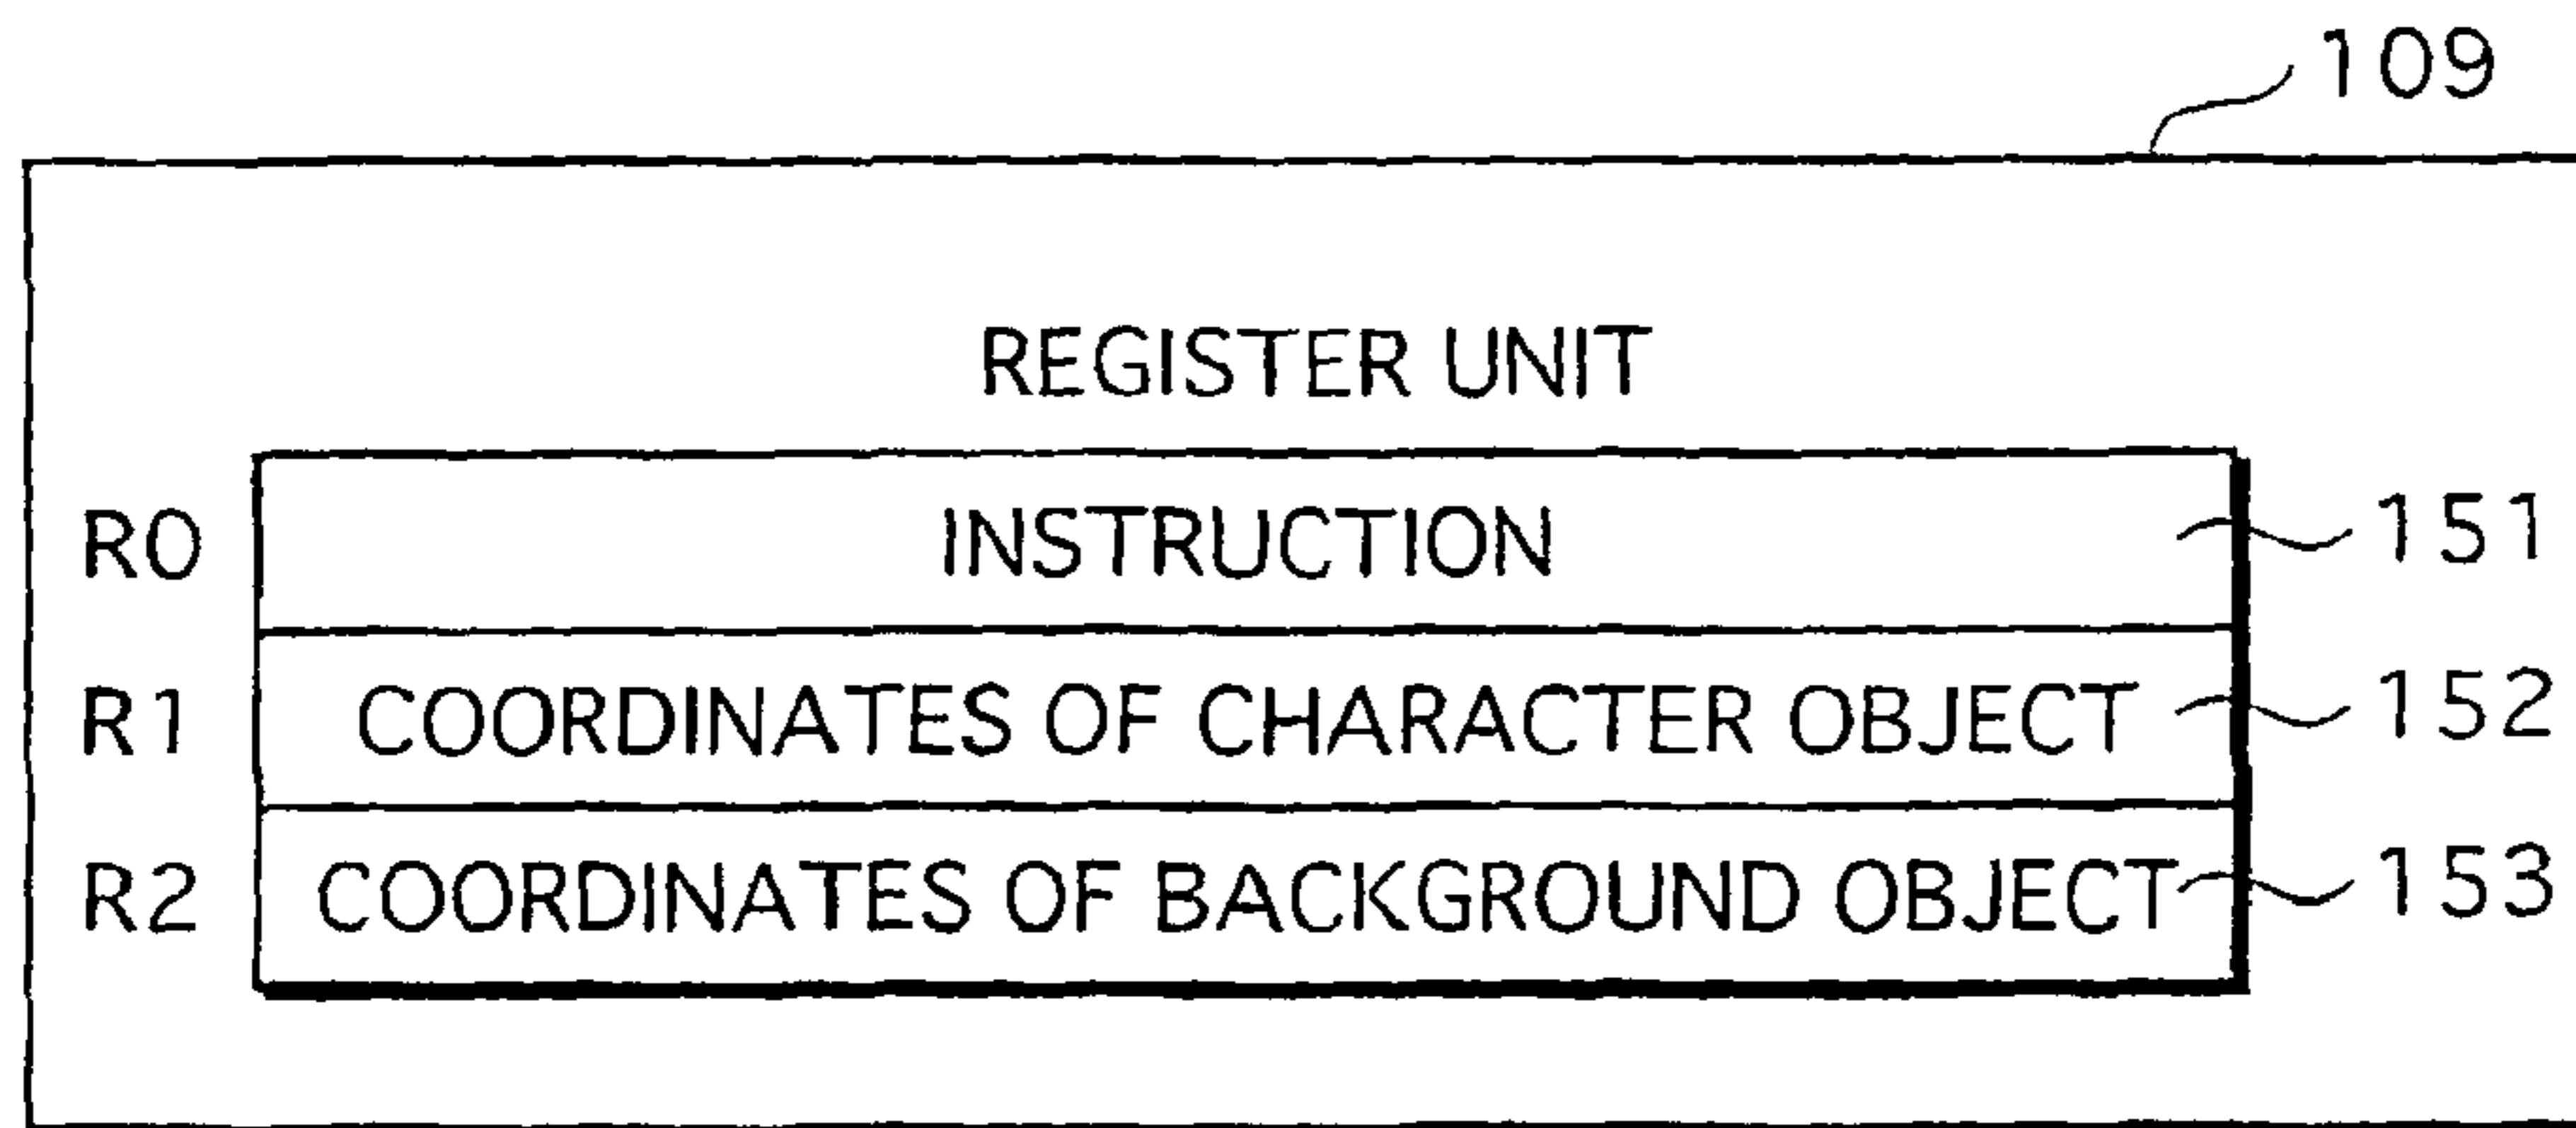 109
REGISTER UNIT
R0 INSTRUCTION 151
R1 COORDINATES OF CHARACTER OBJECT 152
R2 COORDINATES OF BACKGROUND OBJECT 153